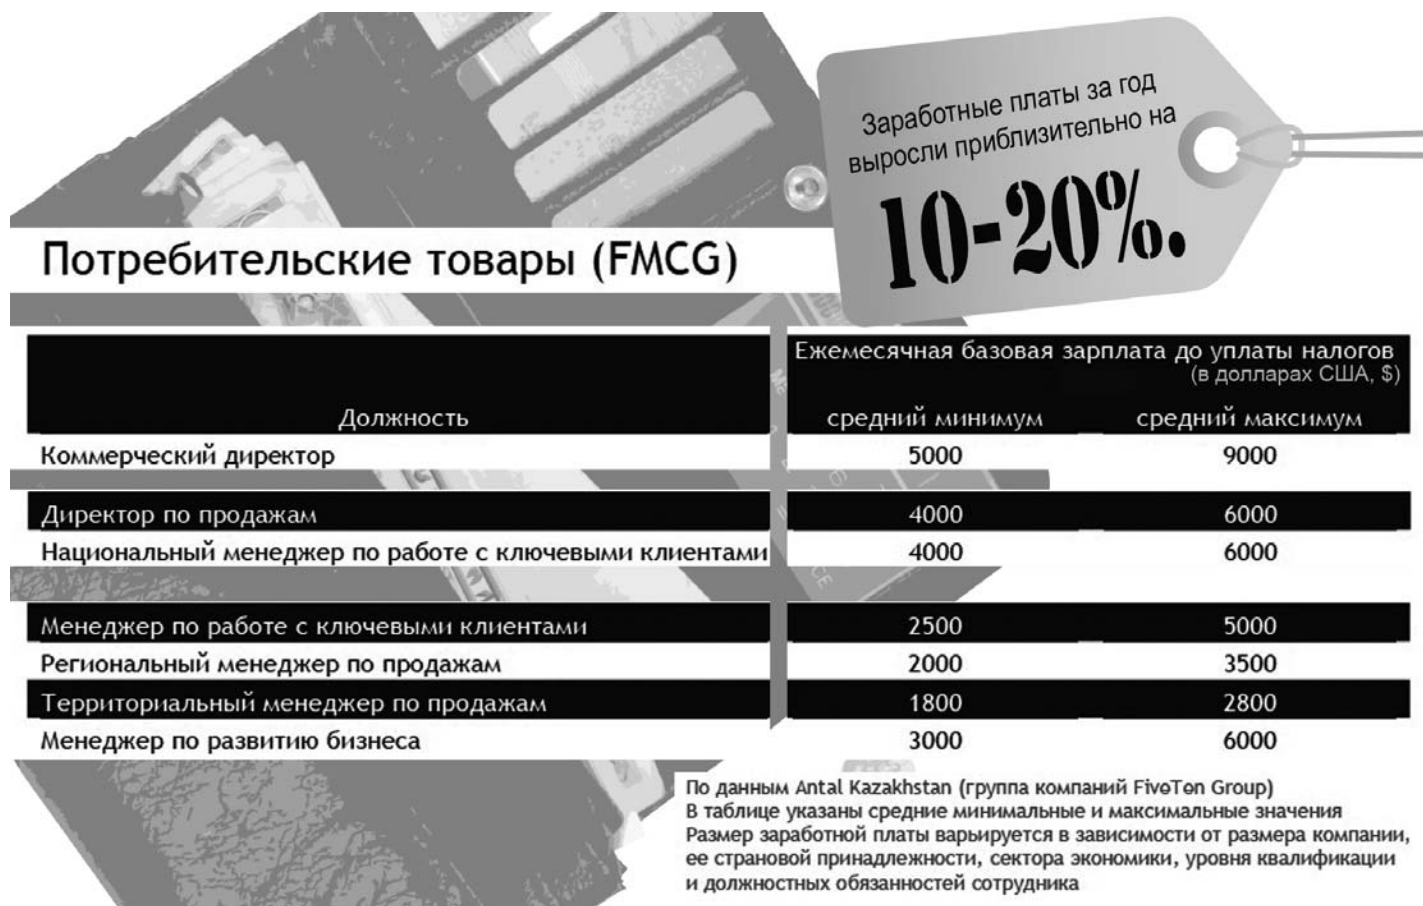 Заработные платы за год
выросли приблизительно на
10-20%.
Потребительские товары (FMCG)
Ежемесячная базовая зарплата до уплаты налогов
(в долларах США, $)
Должность средний минимум средний максимум
Коммерческий директор 5000 9000
Директор по продажам 4000 6000
Национальный менеджер по работе с ключевыми клиентами 4000 6000
Менеджер по работе с ключевыми клиентами 2500 5000
Региональный менеджер по продажам 2000 3500
Территориальный менеджер по продажам 1800 2800
Менеджер по развитию бизнеса 3000 6000
По данным Antal Kazakhstan (группа компаний FiveTen Group)
В таблице указаны средние минимальные и максимальные значения
Размер заработной платы варьируется в зависимости от размера компании,
ее страновой принадлежности, сектора экономики, уровня квалификации
и должностных обязанностей сотрудника